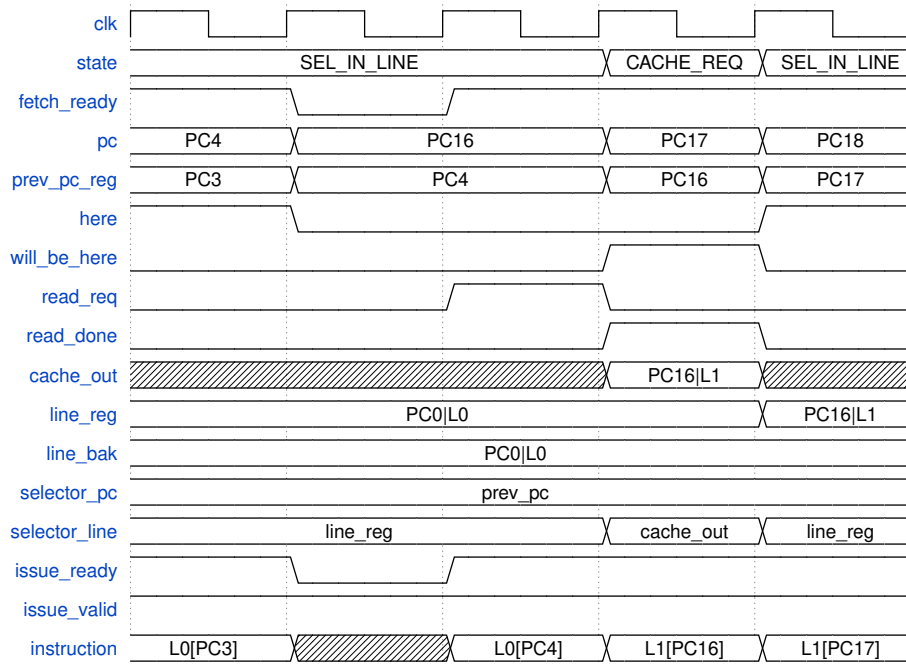 clk
state SEL_IN_LINE CACHE_REQ SEL_IN_LINE
fetch_ready
pc PC4 PC16 PC17 PC18
prev_pc_reg PC3 PC4 PC16 PC17
here
will_be_here
read_req
read_done
cache_out PC16|L1
line_reg PC0|L0 PC16|L1
line_bak PC0|L0
selector_pc prev_pc
selector_line line_reg cache_out line_reg
issue_ready
issue_valid
instruction L0[PC3] L0[PC4] L1[PC16] L1[PC17]